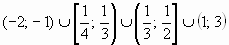 (-2; -1) ∪ [1/4; 1/3) ∪ (1/3; 1/2] ∪ (1; 3)